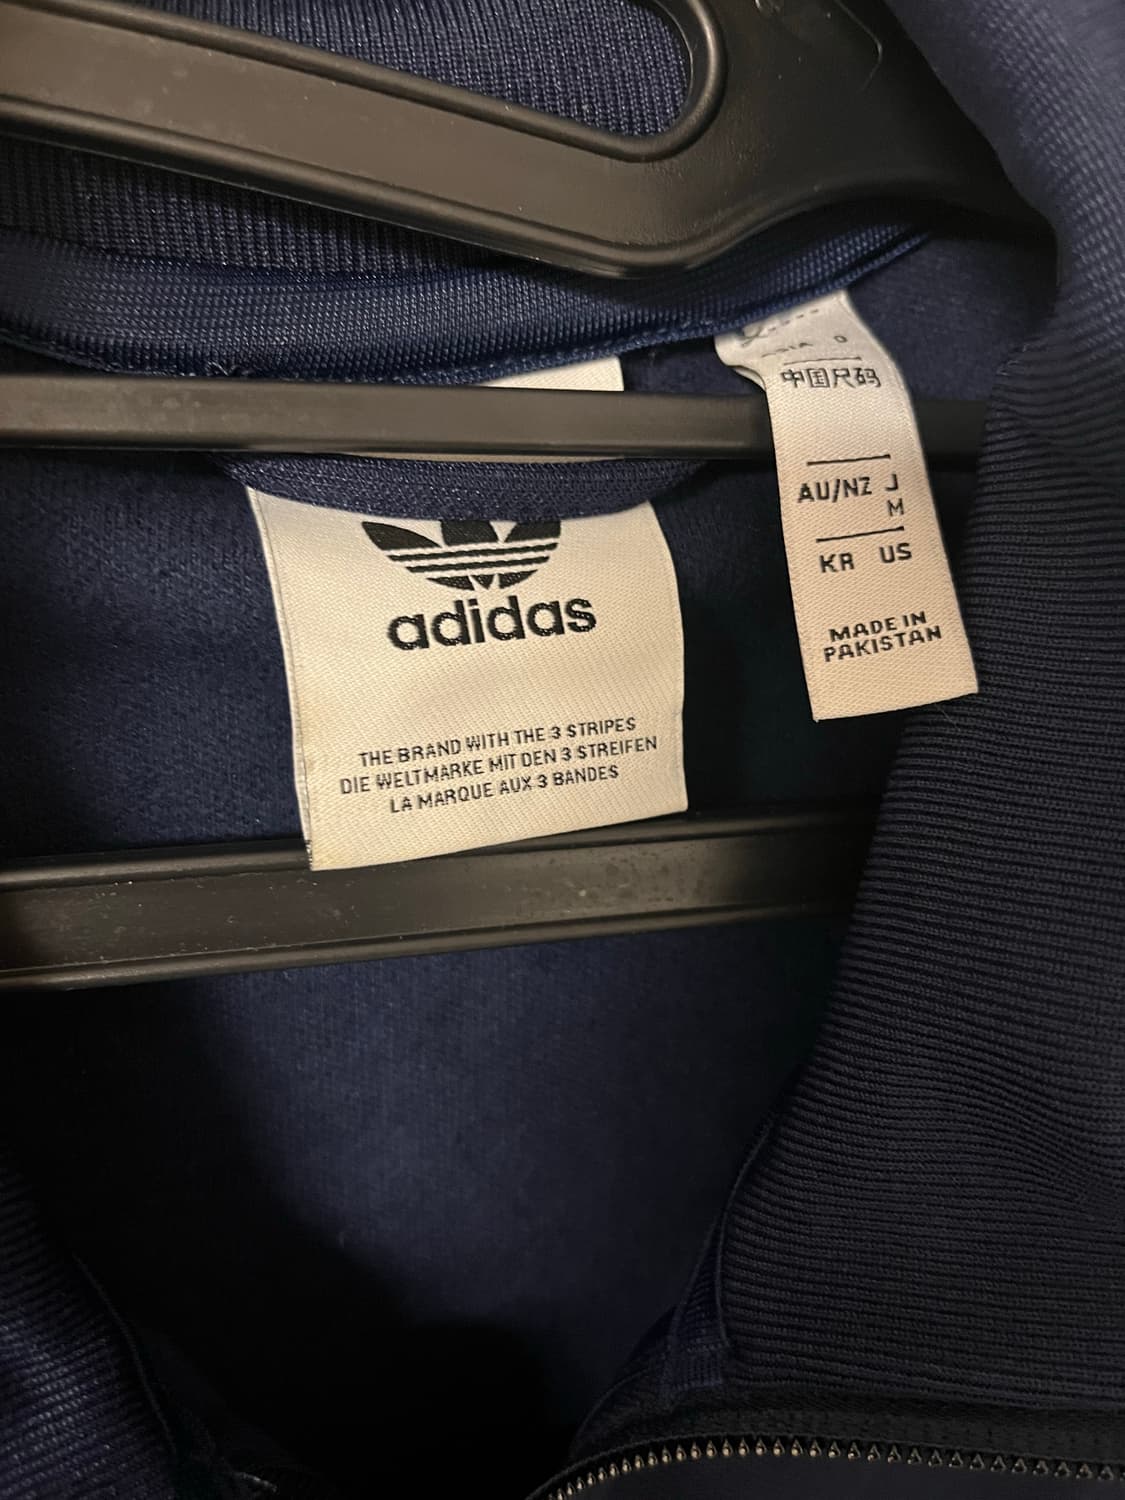 adidas
THE BRAND WITH THE 3 STRIPES
DIE WELTMARKE MIT DEN 3 STREIFEN
LA MARQUE AUX 3 BANDES
中国尺码
AU/NZ J
M
KR US
MADE IN
PAKISTAN